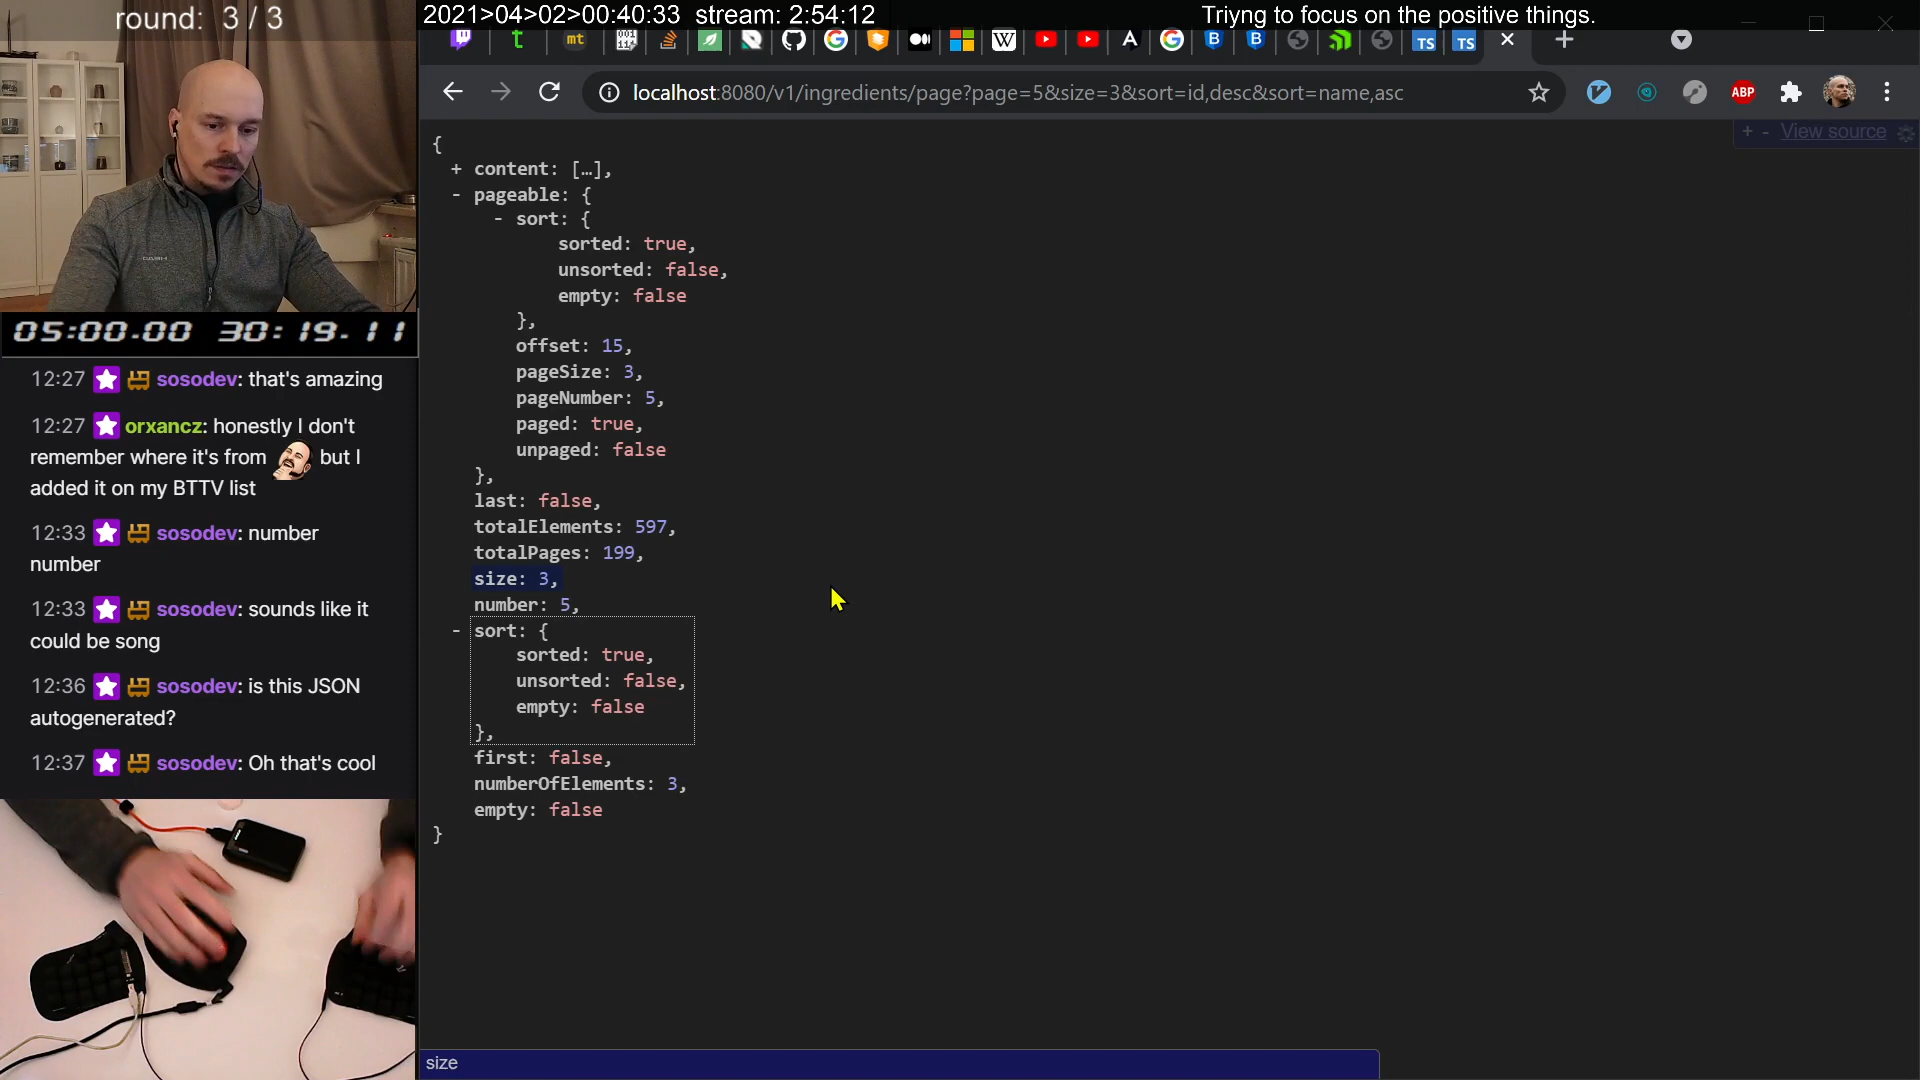 round: 3 / 3
2021>04>02>00:40:33 stream: 2:54:12
Triyng to focus on the positive things.
localhost:8080/v1/ingredients/page?page=5&size=3&sort=id,desc&sort=name,asc
+ - View source
{
+ content: […],
- pageable: {
- sort: {
sorted: true,
unsorted: false,
empty: false
},
offset: 15,
pageSize: 3,
pageNumber: 5,
paged: true,
unpaged: false
},
last: false,
totalElements: 597,
totalPages: 199,
size: 3,
number: 5,
- sort: {
sorted: true,
unsorted: false,
empty: false
},
first: false,
numberOfElements: 3,
empty: false
}
size
05:00.00 30:19.11
12:27 sosodev: that's amazing
12:27 orxancz: honestly I don't
remember where it's from but I
added it on my BTTV list
12:33 sosodev: number
number
12:33 sosodev: sounds like it
could be song
12:36 sosodev: is this JSON
autogenerated?
12:37 sosodev: Oh that's cool
t
mt
W
A
B
B
TS
TS
ABP